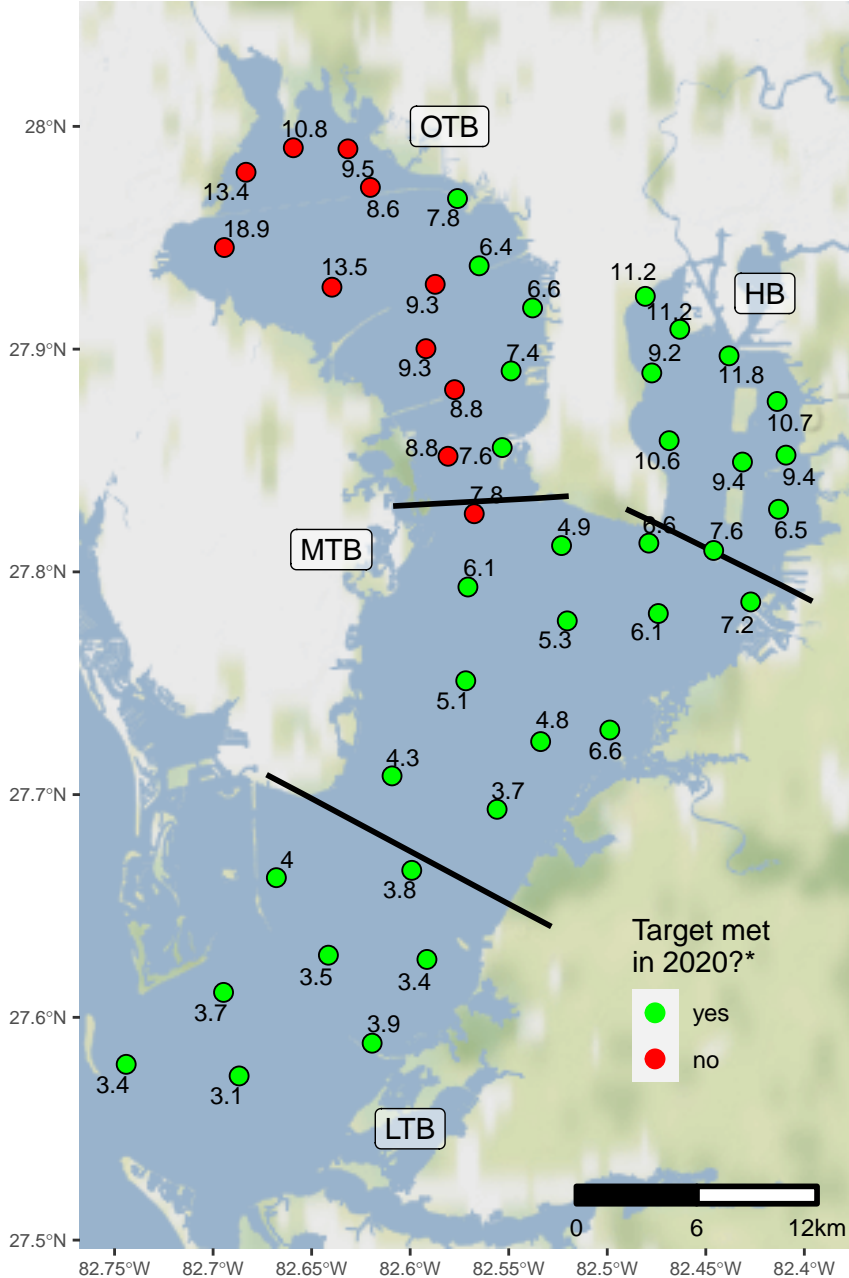 28°N
27.9°N
27.8°N
27.7°N
27.6°N
27.5°N
OTB
10.8
9.5
13.4
8.6
7.8
18.9
6.4
13.5
9.3
6.6
11.2
HB
11.2
9.3
7.4
9.2
11.8
8.8
10.7
8.8
7.6
10.6
9.4
9.4
7.8
4.9
6.6
7.6
6.5
MTB
6.1
5.3
6.1
7.2
5.1
4.8
6.6
4.3
3.7
4
3.8
3.5
3.4
3.7
3.9
3.4
3.1
LTB
Target met
in 2020?*
yes
no
0 6 12km
82.75°W 82.7°W 82.65°W 82.6°W 82.55°W 82.5°W 82.45°W 82.4°W